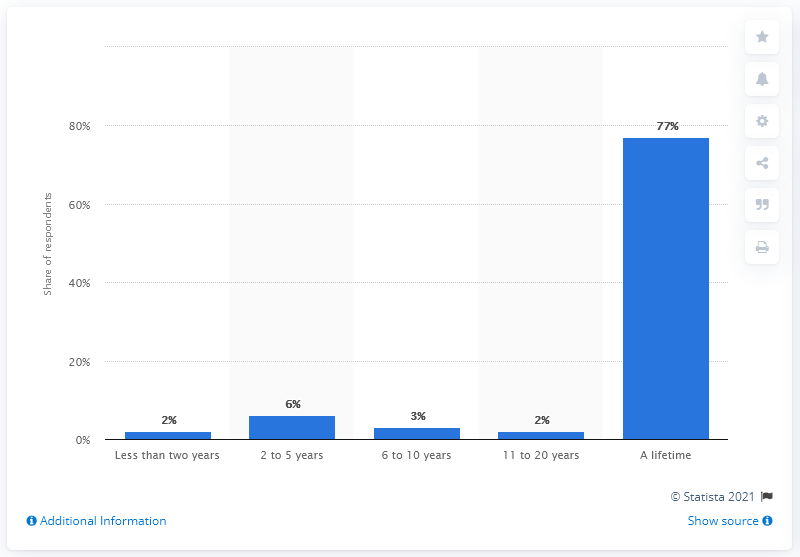 80%
60%
40%
20%
0%
Share of respondents
2%
6%
3%
2%
77%
Less than two years
2 to 5 years
6 to 10 years
11 to 20 years
A lifetime
© Statista 2021
Additional Information
Show source